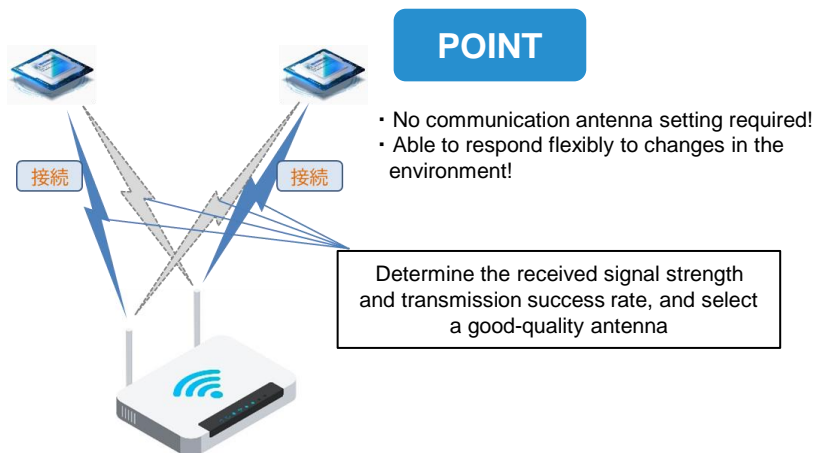 POINT
・No communication antenna setting required!
・Able to respond flexibly to changes in the
environment!
接続
接続
Determine the received signal strength
and transmission success rate, and select
a good-quality antenna